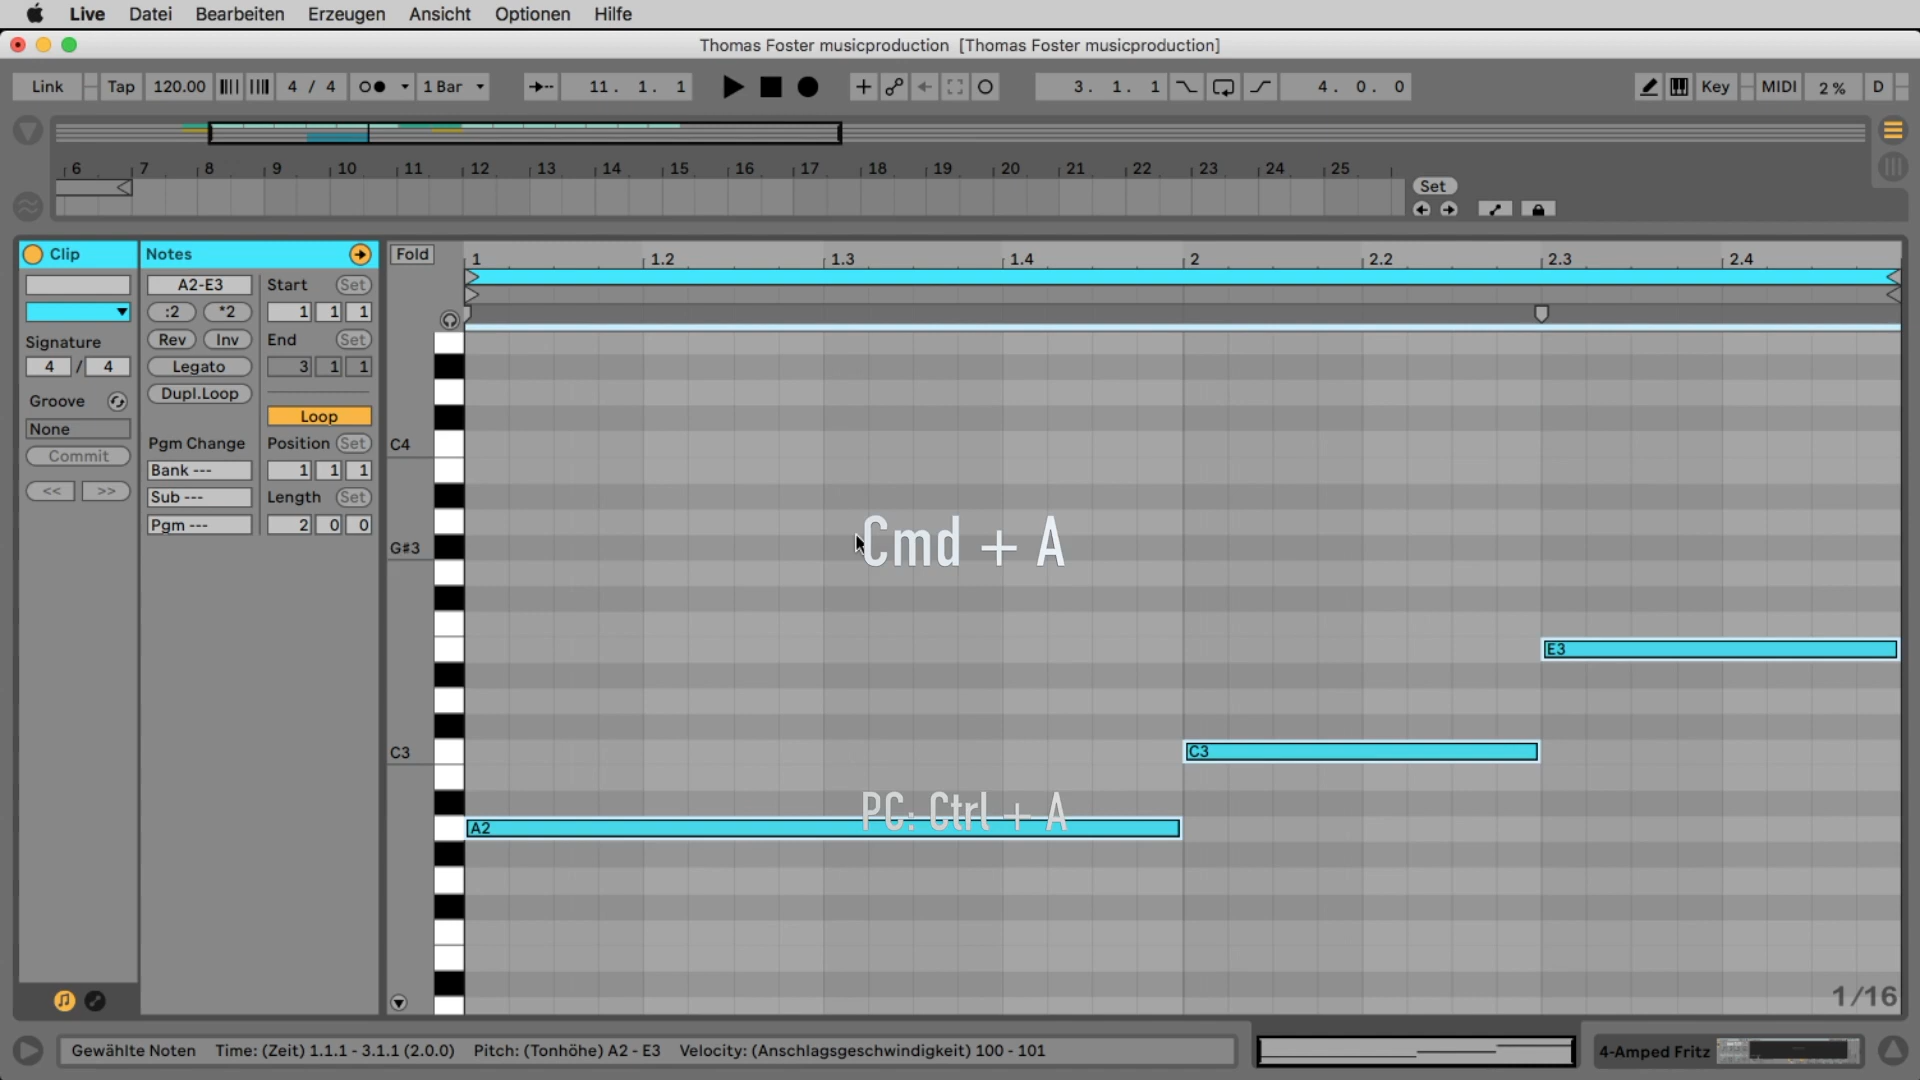 Live Datei Bearbeiten Erzeugen Ansicht Optionen Hilfe
Thomas Foster musicproduction [Thomas Foster musicproduction]
Link Tap 120.00 4 / 4 1 Bar 11. 1. 1 3. 1. 1 4. 0. 0 Key MIDI 2 % D
6 7 8 9 10 11 12 13 14 15 16 17 18 19 20 21 22 23 24 25
Set
Clip Notes Fold 1 1.2 1.3 1.4 2 2.2 2.3 2.4
A2-E3 Start Set
:2 *2 1 1 1
Signature Rev Inv End Set
4 / 4 Legato 3 1 1
Groove Dupl.Loop
None Loop
Commit Pgm Change Position Set C4
<< >> Bank --- 1 1 1
Sub --- Length Set
Pgm --- 2 0 0
G#3
Cmd + A
E3
C3 C3
PC: Ctrl + A
A2
1/16
Gewählte Noten Time: (Zeit) 1.1.1 - 3.1.1 (2.0.0) Pitch: (Tonhöhe) A2 - E3 Velocity: (Anschlagsgeschwindigkeit) 100 - 101 4-Amped Fritz